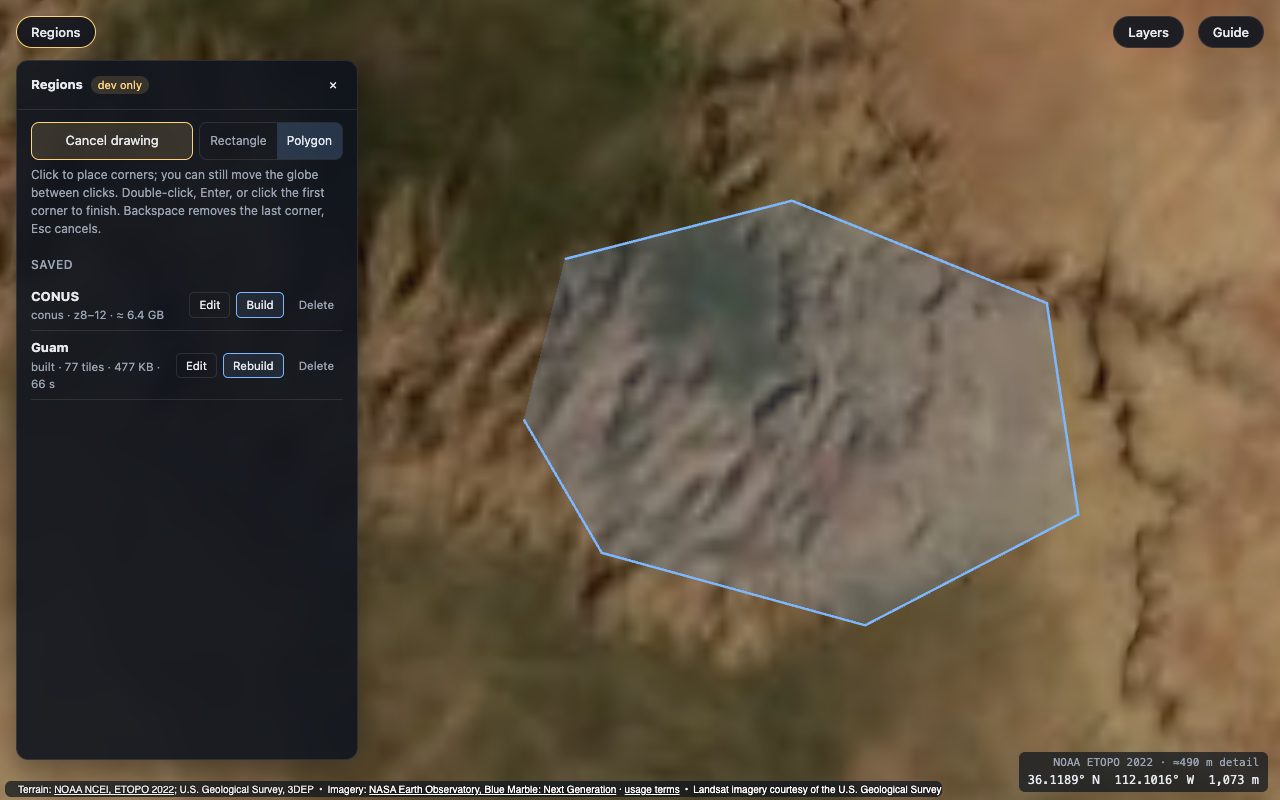 Regions
Layers
Guide
Regions dev only ×
Cancel drawing
Rectangle
Polygon
Click to place corners; you can still move the globe
between clicks. Double-click, Enter, or click the first
corner to finish. Backspace removes the last corner,
Esc cancels.
SAVED
CONUS
conus · z8–12 · ≈ 6.4 GB
Edit
Build
Delete
Guam
built · 77 tiles · 477 KB ·
66 s
Edit
Rebuild
Delete
NOAA ETOPO 2022 · ≈490 m detail
36.1189° N 112.1016° W 1,073 m
Terrain: NOAA NCEI, ETOPO 2022; U.S. Geological Survey, 3DEP • Imagery: NASA Earth Observatory, Blue Marble: Next Generation · usage terms • Landsat imagery courtesy of the U.S. Geological Survey